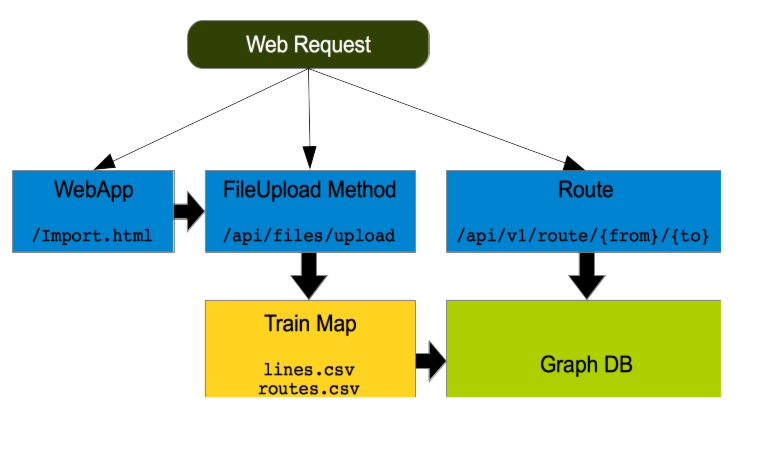 Web Request
WebApp
/Import.html
FileUpload Method
/api/files/upload
Route
/api/v1/route/{from}/{to}
Train Map
lines.csv
routes.csv
Graph DB